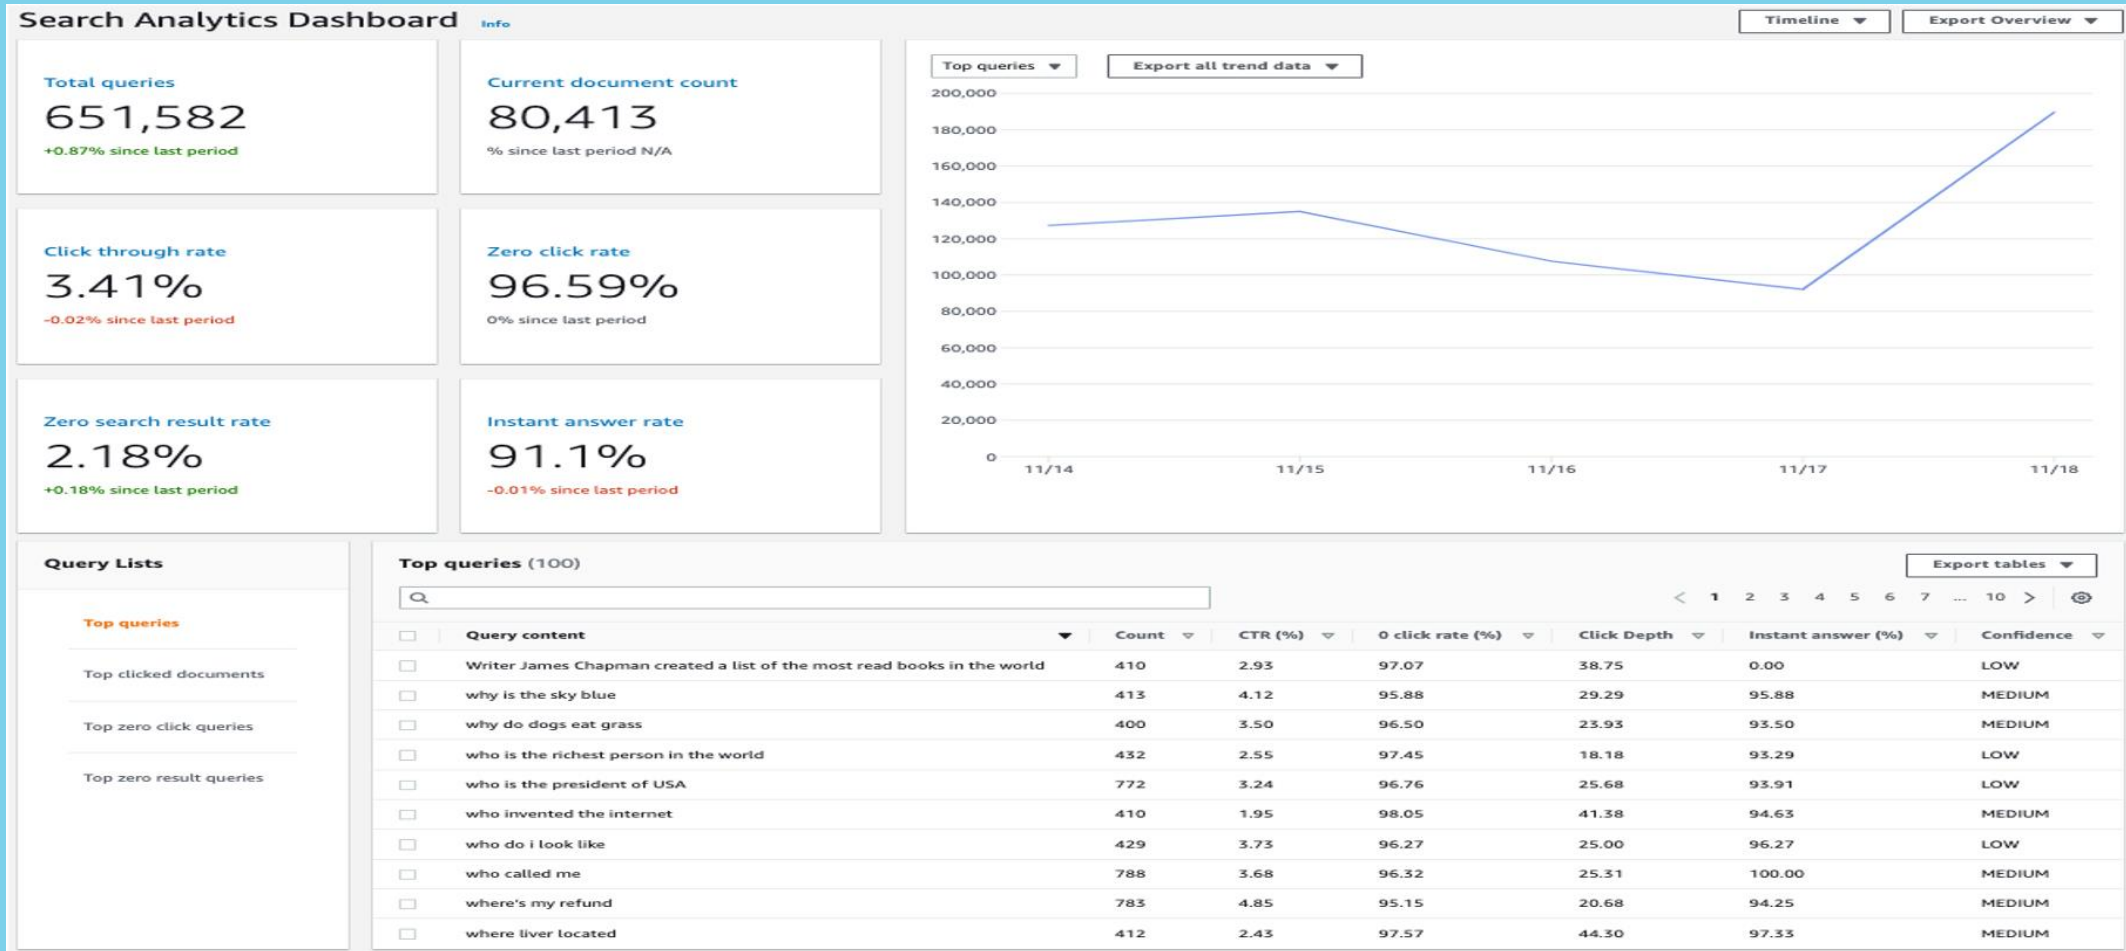 Search Analytics Dashboard Info
Timeline Export Overview
Total queries
651,582
+0.87% since last period
Current document count
80,413
% since last period N/A
Click through rate
3.41%
-0.02% since last period
Zero click rate
96.59%
0% since last period
Zero search result rate
2.18%
+0.18% since last period
Instant answer rate
91.1%
-0.01% since last period
Top queries Export all trend data
200,000
180,000
160,000
140,000
120,000
100,000
80,000
60,000
40,000
20,000
0
11/14 11/15 11/16 11/17 11/18
Query Lists
Top queries
Top clicked documents
Top zero click queries
Top zero result queries
Top queries (100)
Export tables
< 1 2 3 4 5 6 7 ... 10 >
Query content Count CTR (%) 0 click rate (%) Click Depth Instant answer (%) Confidence
Writer James Chapman created a list of the most read books in the world 410 2.93 97.07 38.75 0.00 LOW
why is the sky blue 413 4.12 95.88 29.29 95.88 MEDIUM
why do dogs eat grass 400 3.50 96.50 23.93 93.50 MEDIUM
who is the richest person in the world 432 2.55 97.45 18.18 93.29 LOW
who is the president of USA 772 3.24 96.76 25.68 93.91 LOW
who invented the internet 410 1.95 98.05 41.38 94.63 MEDIUM
who do i look like 429 3.73 96.27 25.00 96.27 LOW
who called me 788 3.68 96.32 25.31 100.00 MEDIUM
where's my refund 783 4.85 95.15 20.68 94.25 MEDIUM
where liver located 412 2.43 97.57 44.30 97.33 MEDIUM